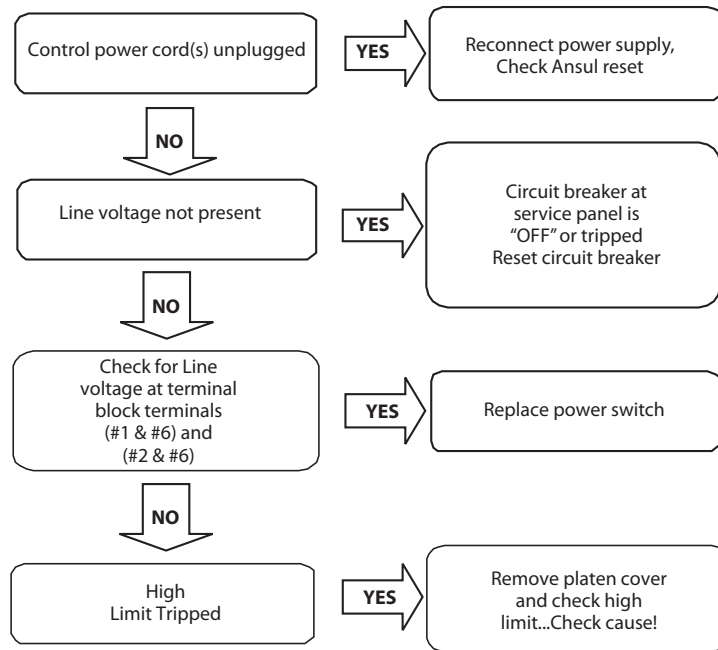 Control power cord(s) unplugged
YES
Reconnect power supply,
Check Ansul reset
NO
Line voltage not present
YES
Circuit breaker at
service panel is
“OFF” or tripped
Reset circuit breaker
NO
Check for Line
voltage at terminal
block terminals
(#1 & #6) and
(#2 & #6)
YES
Replace power switch
NO
High
Limit Tripped
YES
Remove platen cover
and check high
limit...Check cause!